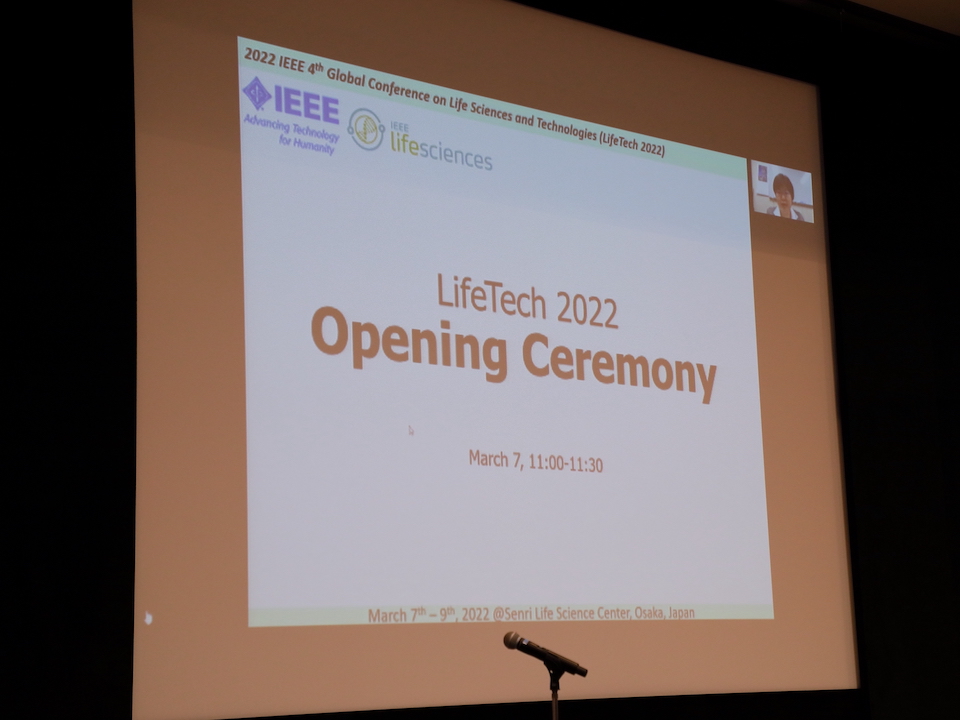 2022 IEEE 4th Global Conference on Life Sciences and Technologies (LifeTech 2022)
IEEE
Advancing Technology
for Humanity
IEEE
lifesciences
LifeTech 2022
Opening Ceremony
March 7, 11:00-11:30
March 7th – 9th, 2022 @Senri Life Science Center, Osaka, Japan